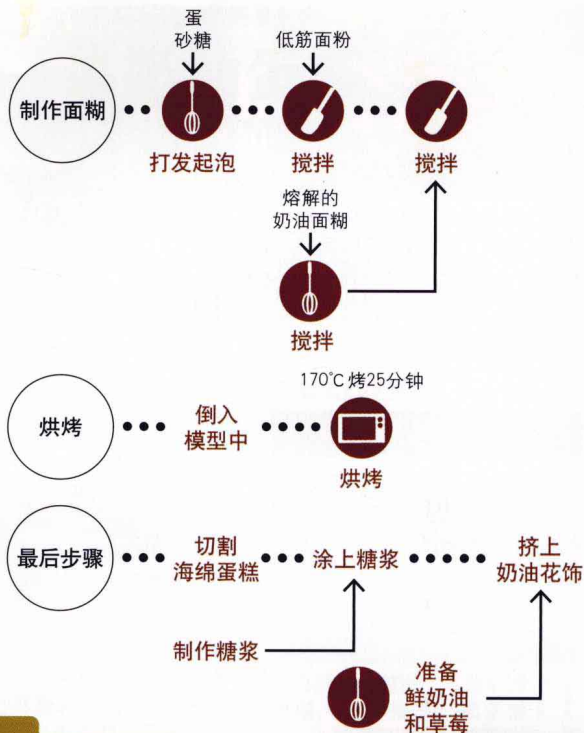 蛋
砂糖
低筋面粉
制作面糊
打发起泡
搅拌
搅拌
熔解的
奶油面糊
搅拌
170℃ 烤25分钟
烘烤
倒入
模型中
烘烤
最后步骤
切割
海绵蛋糕
涂上糖浆
挤上
奶油花饰
制作糖浆
准备
鲜奶油
和草莓